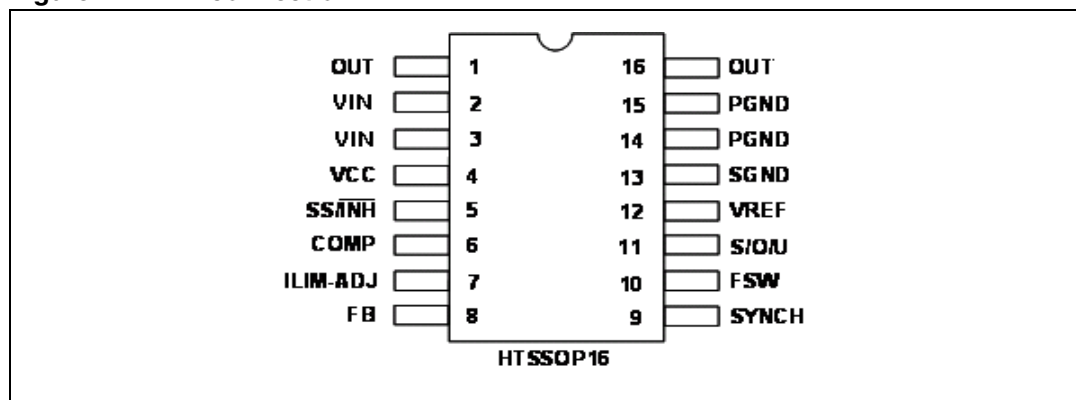 OUT 1 16 OUT
VIN 2 15 PGND
VIN 3 14 PGND
VCC 4 13 SGND
SS/INH 5 12 VREF
COMP 6 11 S/O/U
ILIM-ADJ 7 10 FSW
FB 8 9 SYNCH
HTSSOP16